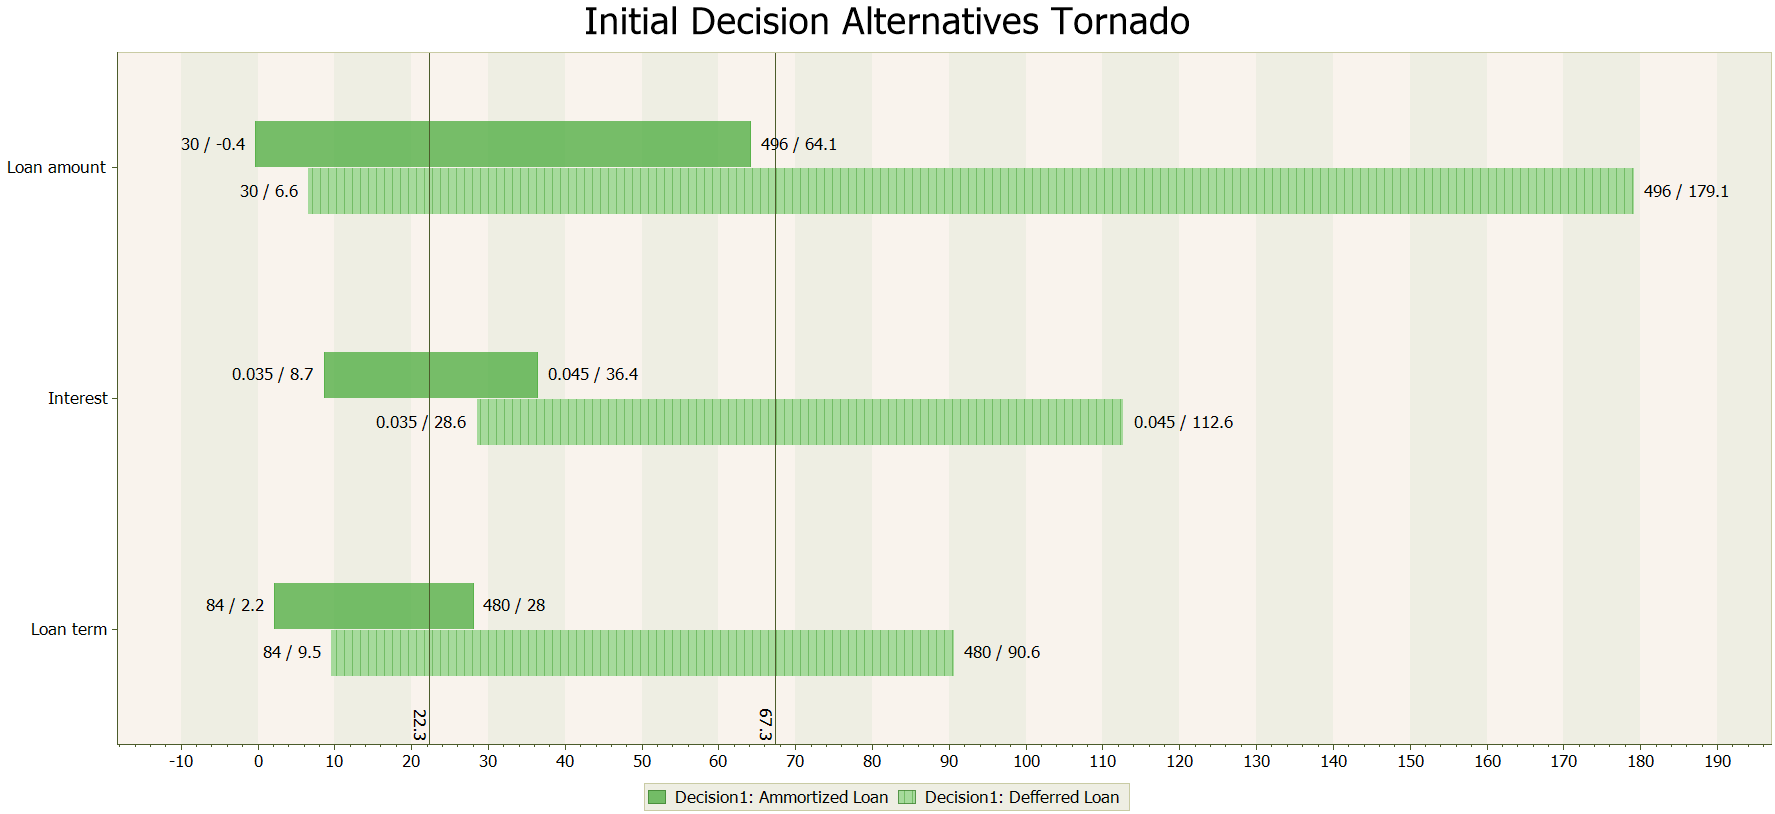 Initial Decision Alternatives Tornado
30 / -0.4
496 / 64.1
Loan amount
30 / 6.6
496 / 179.1
0.035 / 8.7
0.045 / 36.4
Interest
0.035 / 28.6
0.045 / 112.6
84 / 2.2
480 / 28
Loan term
84 / 9.5
480 / 90.6
22.3
67.3
-10 0 10 20 30 40 50 60 70 80 90 100 110 120 130 140 150 160 170 180 190
Decision1: Ammortized Loan Decision1: Defferred Loan